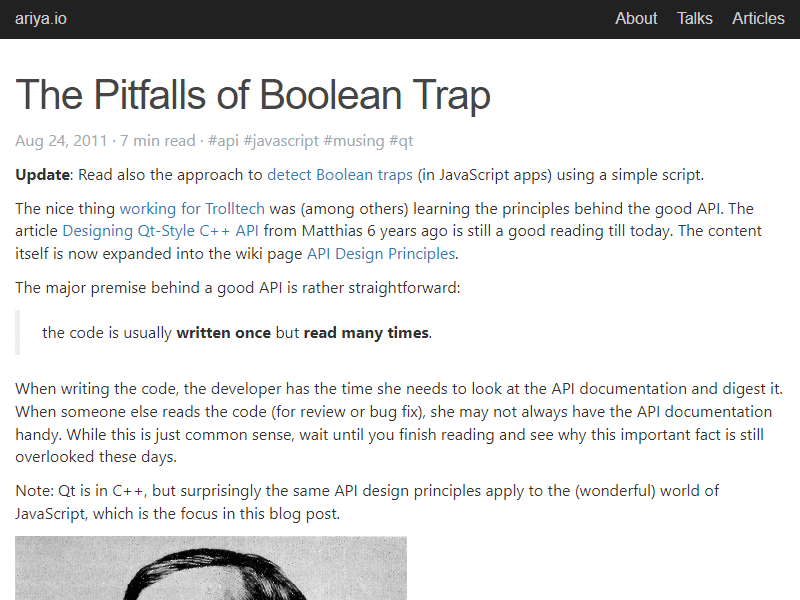 ariya.io About Talks Articles
The Pitfalls of Boolean Trap
Aug 24, 2011 · 7 min read · #api #javascript #musing #qt
Update: Read also the approach to detect Boolean traps (in JavaScript apps) using a simple script.
The nice thing working for Trolltech was (among others) learning the principles behind the good API. The
article Designing Qt-Style C++ API from Matthias 6 years ago is still a good reading till today. The content
itself is now expanded into the wiki page API Design Principles.
The major premise behind a good API is rather straightforward:
the code is usually written once but read many times.
When writing the code, the developer has the time she needs to look at the API documentation and digest it.
When someone else reads the code (for review or bug fix), she may not always have the API documentation
handy. While this is just common sense, wait until you finish reading and see why this important fact is still
overlooked these days.
Note: Qt is in C++, but surprisingly the same API design principles apply to the (wonderful) world of
JavaScript, which is the focus in this blog post.